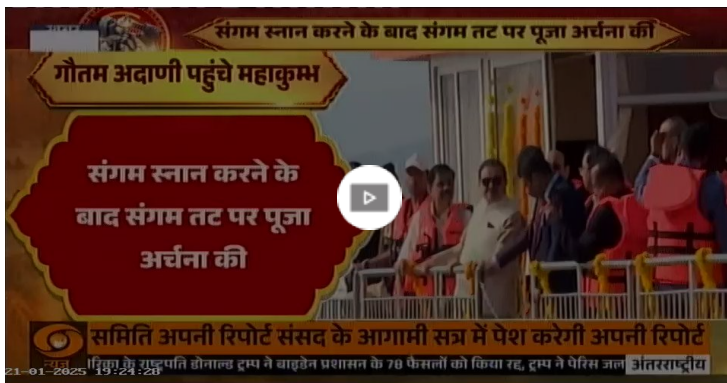 संगम स्नान करने के बाद संगम तट पर पूजा अर्चना की
गौतम अदाणी पहुंचे महाकुम्भ
संगम स्नान करने के
बाद संगम तट पर पूजा
अर्चना की
समिति अपनी रिपोर्ट संसद के आगामी सत्र में पेश करेगी अपनी रिपोर्ट
न्यूज़
के राष्ट्रपति डोनाल्ड ट्रम्प ने बाइडेन प्रशासन के 78 फैसलों को किया रद्द, ट्रम्प ने पेरिस अंतरराष्ट्रीय
21-01-2025 19:24:28